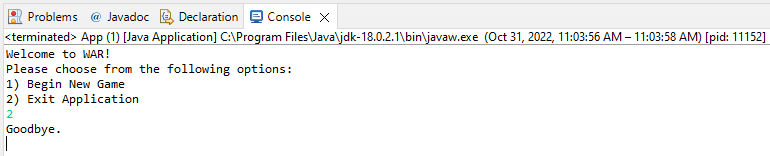 Problems @ Javadoc Declaration Console
<terminated> App (1) [Java Application] C:\Program Files\Java\jdk-18.0.2.1\bin\javaw.exe (Oct 31, 2022, 11:03:56 AM – 11:03:58 AM) [pid: 11152]
Welcome to WAR!
Please choose from the following options:
1) Begin New Game
2) Exit Application
2
Goodbye.